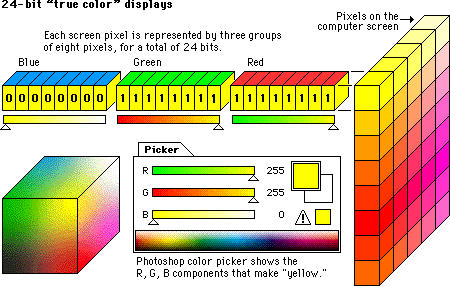 24-bit “true color” displays
Pixels on the
computer screen
Each screen pixel is represented by three groups
of eight pixels, for a total of 24 bits.
Blue
Green
Red
0 0 0 0 0 0 0 0
1 1 1 1 1 1 1 1
1 1 1 1 1 1 1 1
Picker
R 255
G 255
B 0
Photoshop color picker shows the
R, G, B components that make "yellow."